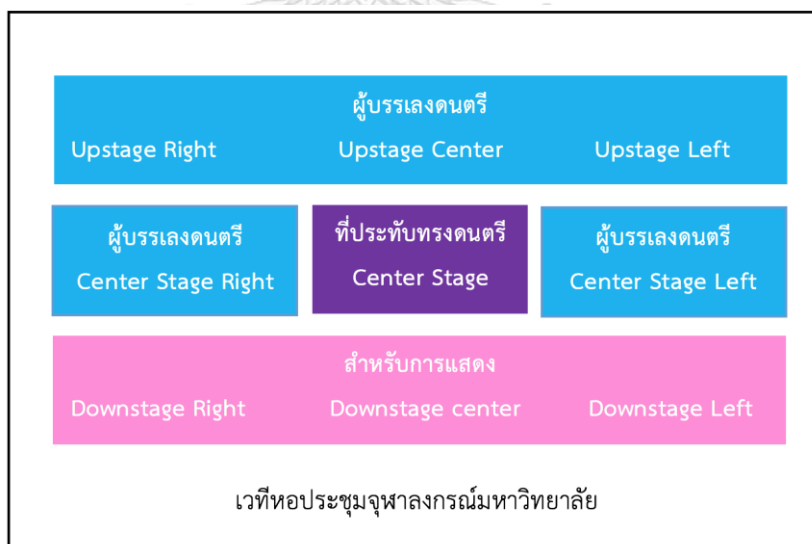 ผู้บรรเลงดนตรี
Upstage Right Upstage Center Upstage Left
ผู้บรรเลงดนตรี ที่ประทับทรงดนตรี ผู้บรรเลงดนตรี
Center Stage Right Center Stage Center Stage Left
สำหรับการแสดง
Downstage Right Downstage center Downstage Left
เวทีหอประชุมจุฬาลงกรณ์มหาวิทยาลัย